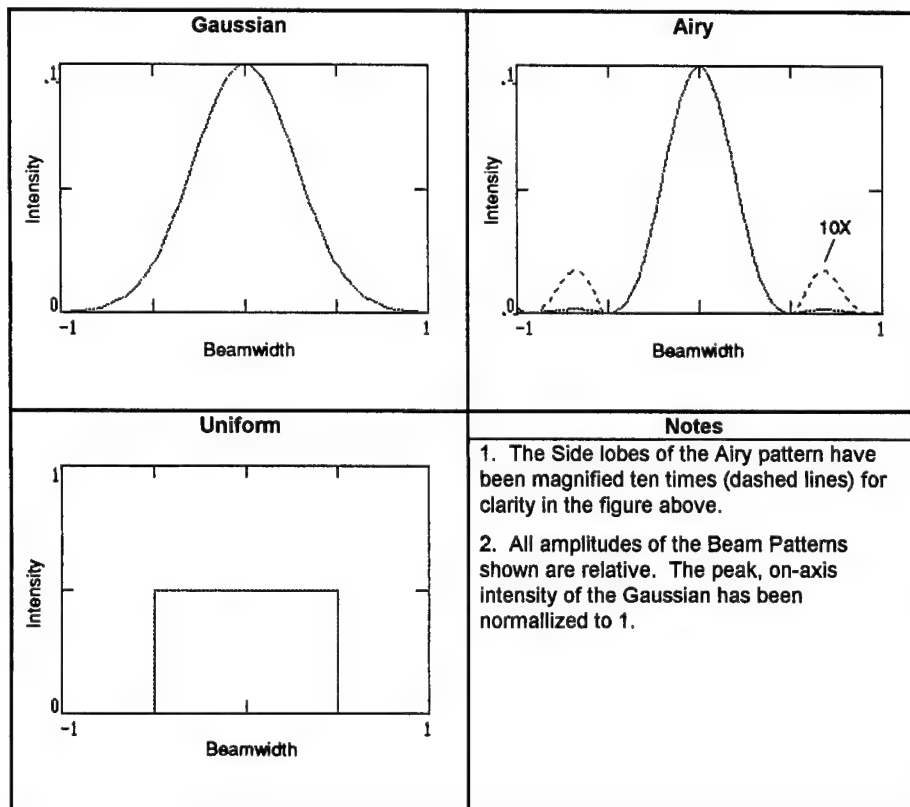 Gaussian
.1
Intensity
0
-1
1
Beamwidth
Airy
.1
Intensity
10X
.0
-1
1
Beamwidth
Uniform
1
Intensity
0
-1
1
Beamwidth
Notes
1. The Side lobes of the Airy pattern have
been magnified ten times (dashed lines) for
clarity in the figure above.
2. All amplitudes of the Beam Patterns
shown are relative. The peak, on-axis
intensity of the Gaussian has been
normallized to 1.